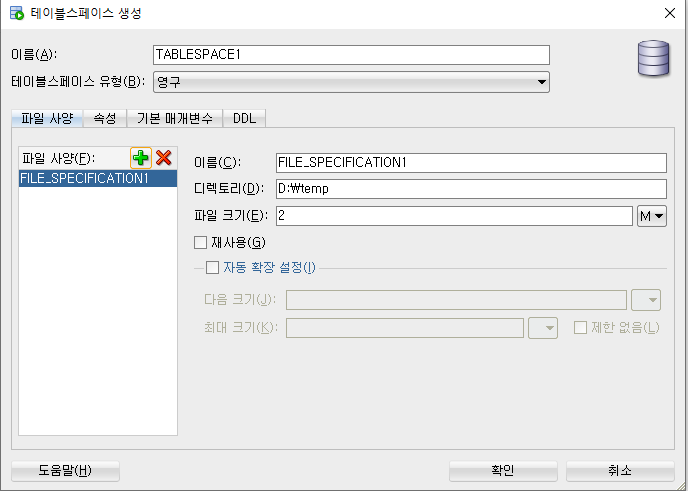 테이블스페이스 생성
이름(A): TABLESPACE1
테이블스페이스 유형(B): 영구
파일 사양 속성 기본 매개변수 DDL
파일 사양(F):
FILE_SPECIFICATION1
이름(C): FILE_SPECIFICATION1
디렉토리(D): D:\temp
파일 크기(E): 2 M
재사용(G)
자동 확장 설정(I)
다음 크기(J):
최대 크기(K): 제한 없음(L)
도움말(H) 확인 취소